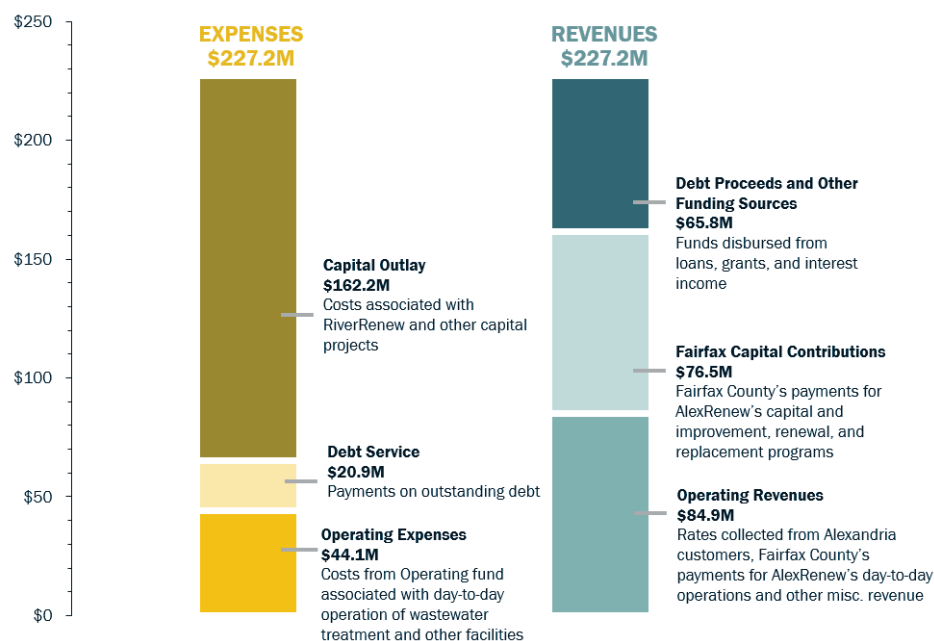 $250
$200
$150
$100
$50
$0
EXPENSES
$227.2M
Capital Outlay
$162.2M
Costs associated with
RiverRenew and other capital
projects
Debt Service
$20.9M
Payments on outstanding debt
Operating Expenses
$44.1M
Costs from Operating fund
associated with day-to-day
operation of wastewater
treatment and other facilities
REVENUES
$227.2M
Debt Proceeds and Other
Funding Sources
$65.8M
Funds disbursed from
loans, grants, and interest
income
Fairfax Capital Contributions
$76.5M
Fairfax County's payments for
AlexRenew's capital and
improvement, renewal, and
replacement programs
Operating Revenues
$84.9M
Rates collected from Alexandria
customers, Fairfax County's
payments for AlexRenew's day-to-day
operations and other misc. revenue